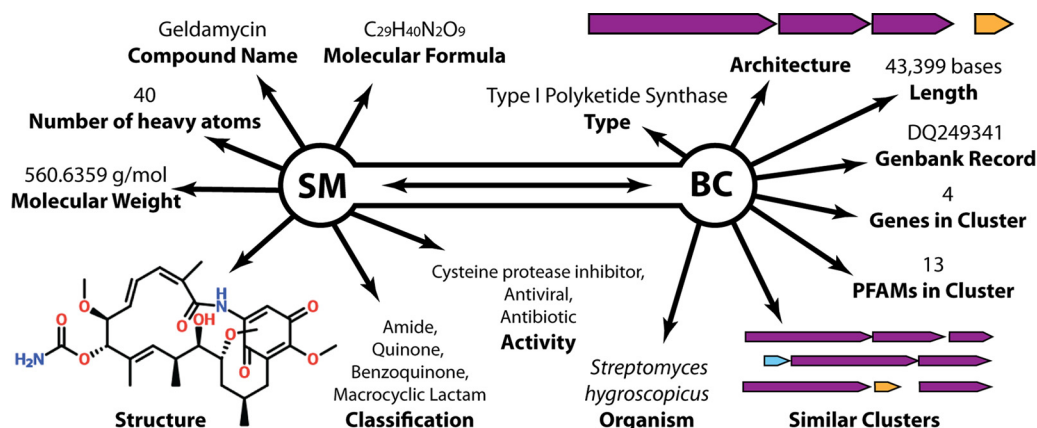 Geldamycin
Compound Name
C₂₉H₄₀N₂O₉
Molecular Formula
40
Number of heavy atoms
560.6359 g/mol
Molecular Weight
SM
BC
Type I Polyketide Synthase
Type
Architecture
43,399 bases
Length
DQ249341
Genbank Record
4
Genes in Cluster
13
PFAMs in Cluster
Cysteine protease inhibitor,
Antiviral,
Antibiotic
Activity
Amide,
Quinone,
Benzoquinone,
Macrocyclic Lactam
Classification
Streptomyces
hygroscopicus
Organism
Similar Clusters
H
N
O
O
O
OH
O
O
O
O
O
H₂N
Structure